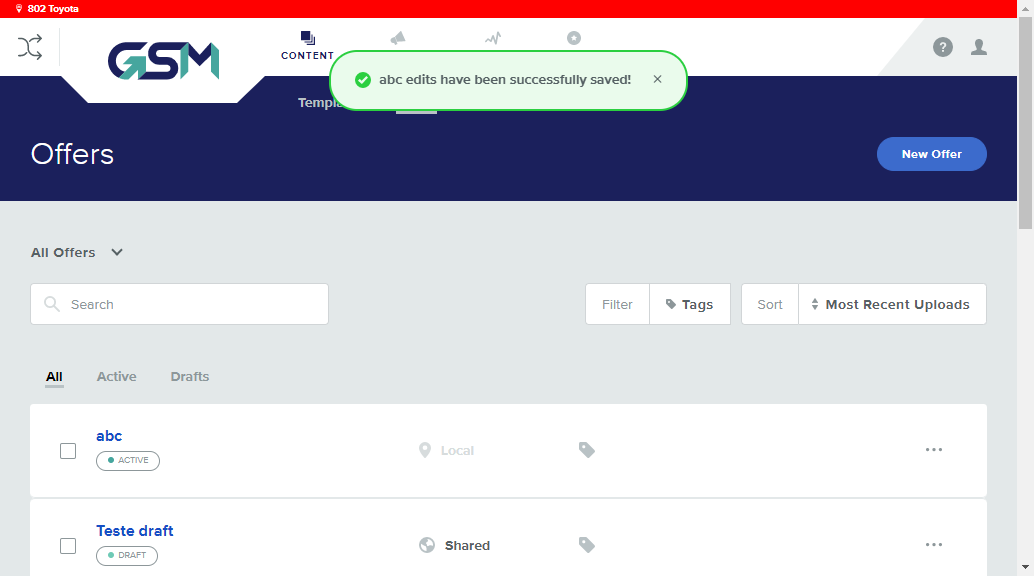 802 Toyota
GSM
CONTENT
abc edits have been successfully saved!
Offers
New Offer
All Offers
Search
Filter
Tags
Sort
Most Recent Uploads
All
Active
Drafts
abc
ACTIVE
Local
Teste draft
DRAFT
Shared